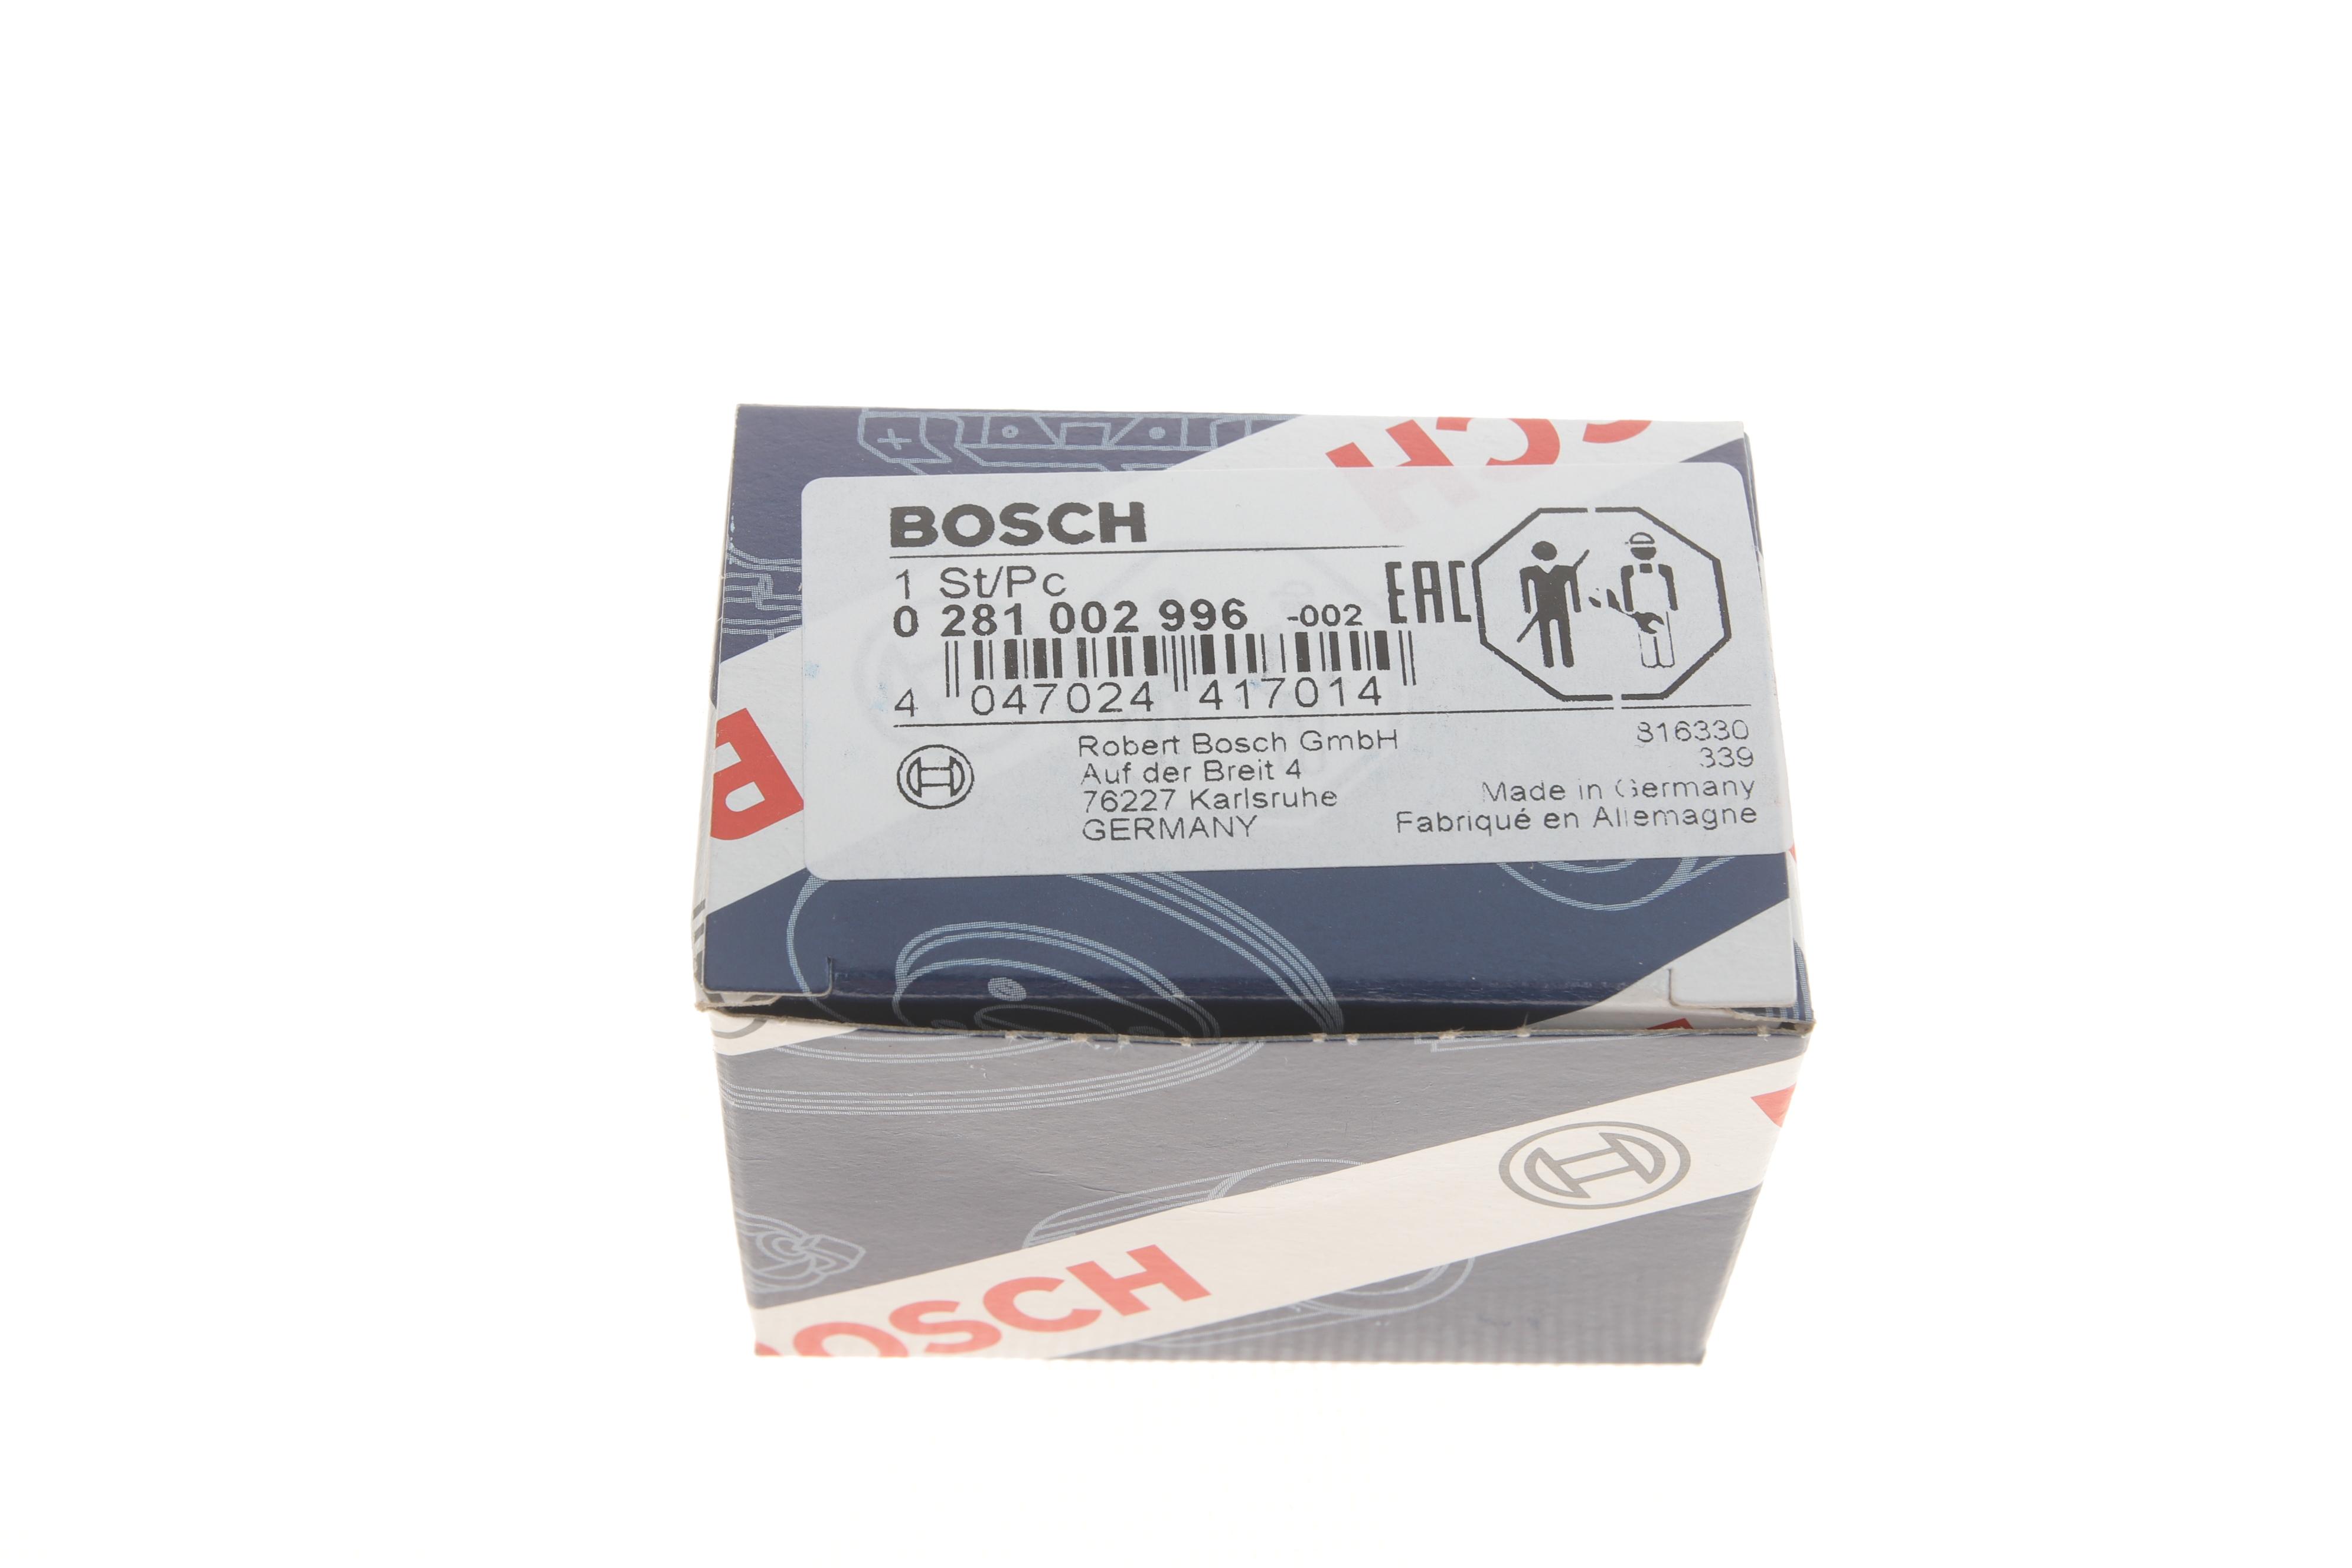 BOSCH
1 St/Pc
0 281 002 996 -002
EAC
4 047024 417014
Robert Bosch GmbH
Auf der Breit 4
76227 Karlsruhe
GERMANY
816330
339
Made in Germany
Fabriqué en Allemagne